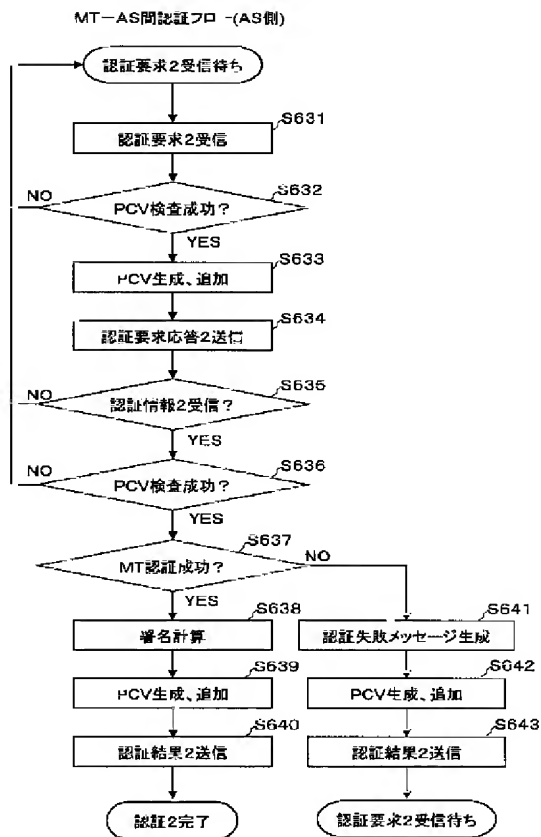 MT-AS間認証フロー(AS側)
認証要求2受信待ち
S631
認証要求2受信
S632
NO
PCV検査成功?
YES
S633
PCV生成、追加
S634
認証要求応答2送信
S635
NO
認証情報2受信?
YES
S636
NO
PCV検査成功?
YES
S637
MT認証成功?
NO
YES
S638
S641
署名計算
認証失敗メッセージ生成
S639
S642
PCV生成、追加
PCV生成、追加
S640
S643
認証結果2送信
認証結果2送信
認証2完了
認証要求2受信待ち